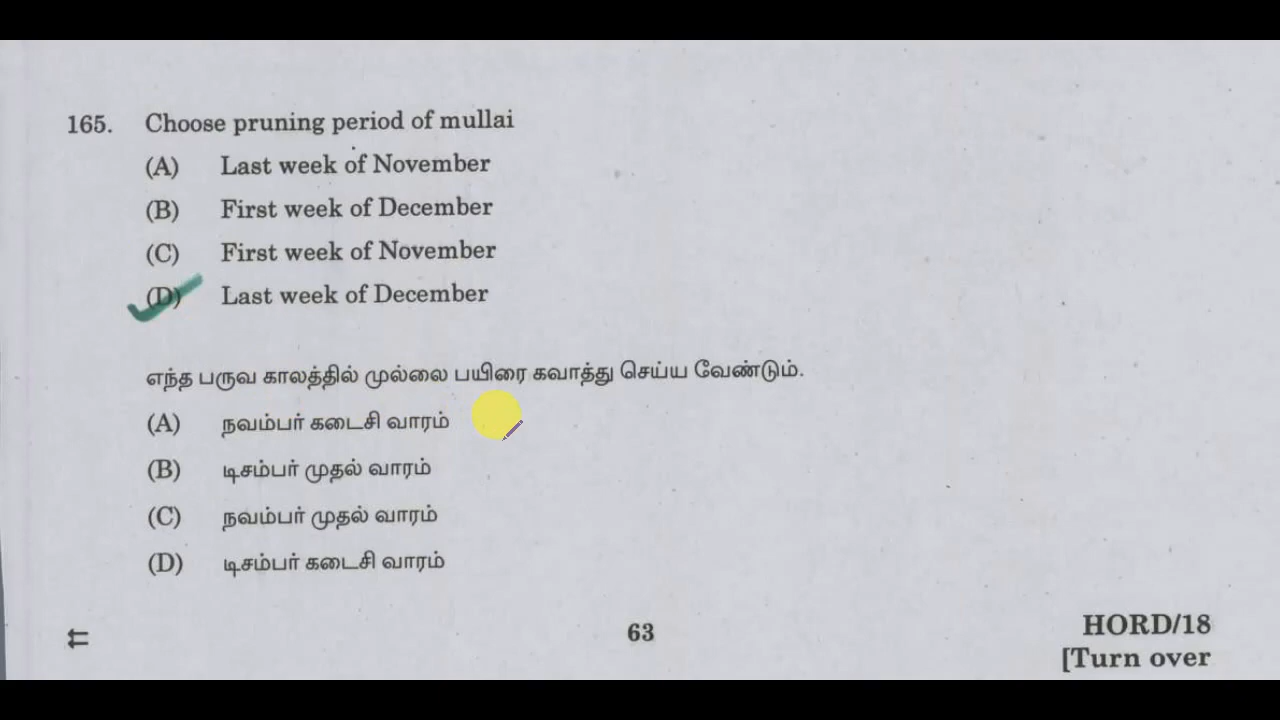 165. Choose pruning period of mullai
(A) Last week of November
(B) First week of December
(C) First week of November
(D) Last week of December
எந்த பருவ காலத்தில் முல்லை பயிரை கவாத்து செய்ய வேண்டும்.
(A) நவம்பர் கடைசி வாரம்
(B) டிசம்பர் முதல் வாரம்
(C) நவம்பர் முதல் வாரம்
(D) டிசம்பர் கடைசி வாரம்
63
HORD/18
[Turn over